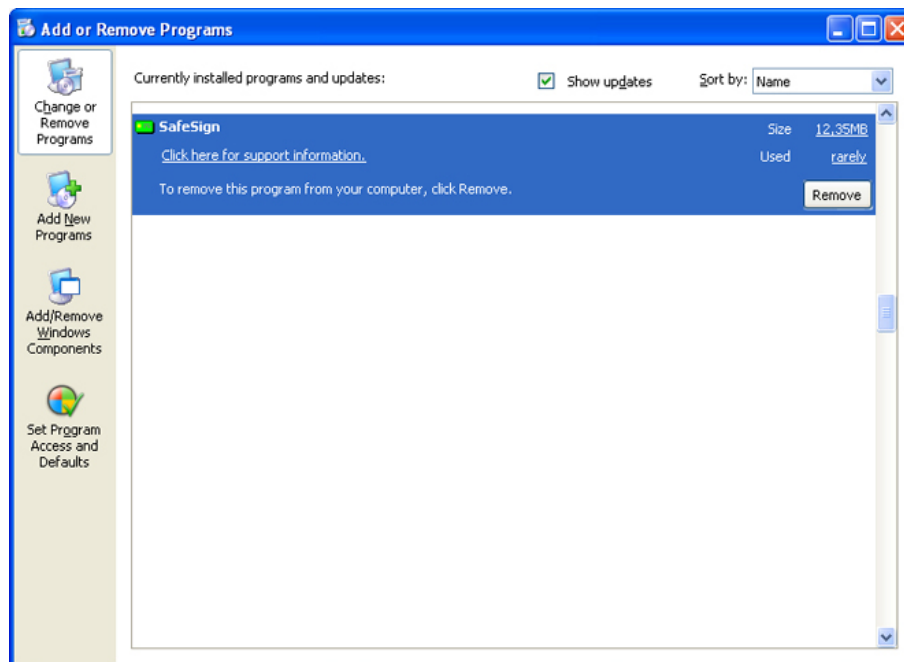 Add or Remove Programs
Change or
Remove
Programs
Add New
Programs
Add/Remove
Windows
Components
Set Program
Access and
Defaults
Currently installed programs and updates:
Show updates
Sort by: Name
SafeSign
Size 12,35MB
Click here for support information.
Used rarely
To remove this program from your computer, click Remove.
Remove